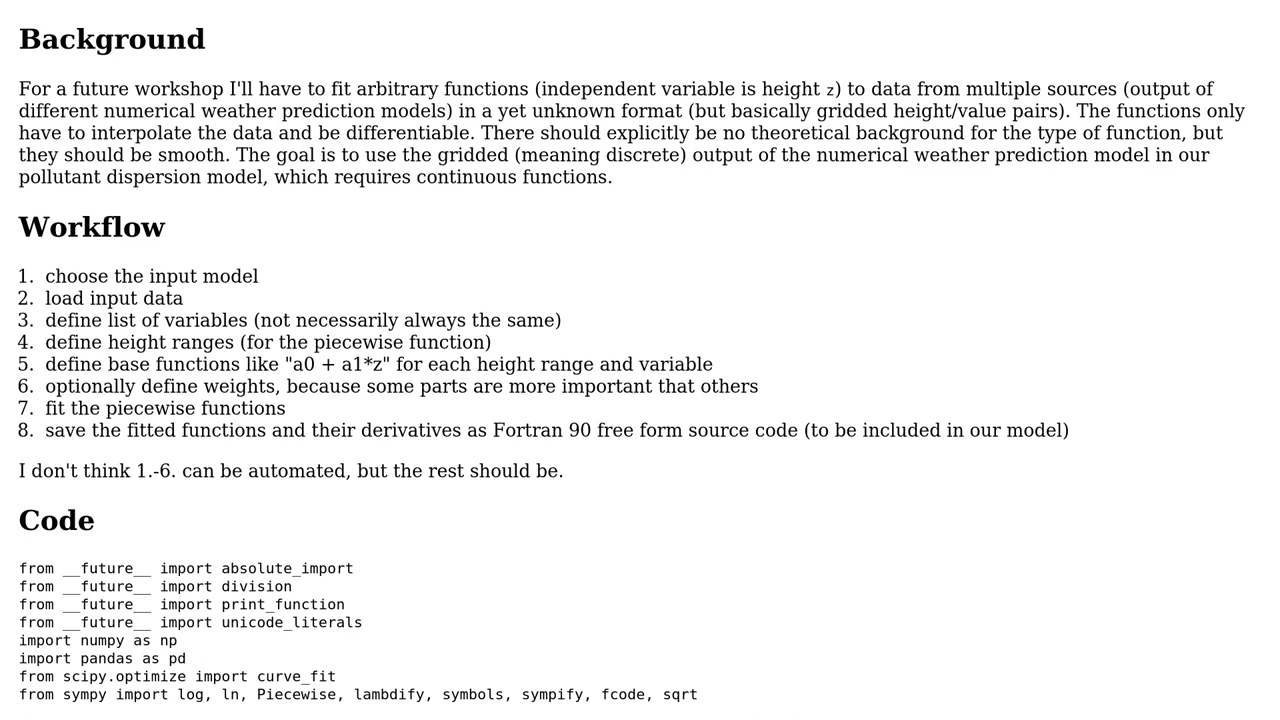 Background
For a future workshop I'll have to fit arbitrary functions (independent variable is height z) to data from multiple sources (output of
different numerical weather prediction models) in a yet unknown format (but basically gridded height/value pairs). The functions only
have to interpolate the data and be differentiable. There should explicitly be no theoretical background for the type of function, but
they should be smooth. The goal is to use the gridded (meaning discrete) output of the numerical weather prediction model in our
pollutant dispersion model, which requires continuous functions.
Workflow
1. choose the input model
2. load input data
3. define list of variables (not necessarily always the same)
4. define height ranges (for the piecewise function)
5. define base functions like "a0 + a1*z" for each height range and variable
6. optionally define weights, because some parts are more important that others
7. fit the piecewise functions
8. save the fitted functions and their derivatives as Fortran 90 free form source code (to be included in our model)
I don't think 1.-6. can be automated, but the rest should be.
Code
from __future__ import absolute_import
from __future__ import division
from __future__ import print_function
from __future__ import unicode_literals
import numpy as np
import pandas as pd
from scipy.optimize import curve_fit
from sympy import log, ln, Piecewise, lambdify, symbols, sympify, fcode, sqrt